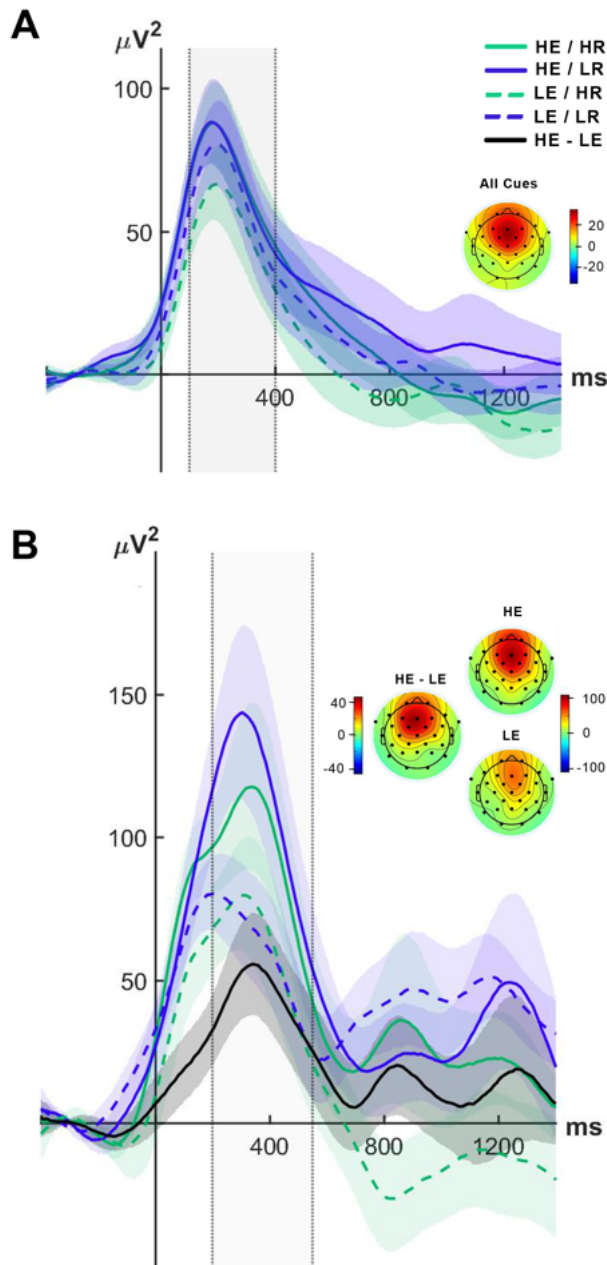 A
μV²
100
50
400
800
1200
ms
HE / HR
HE / LR
LE / HR
LE / LR
HE - LE
All Cues
20
0
-20
B
μV²
150
100
50
400
800
1200
ms
HE
HE - LE
40
0
-40
100
0
-100
LE